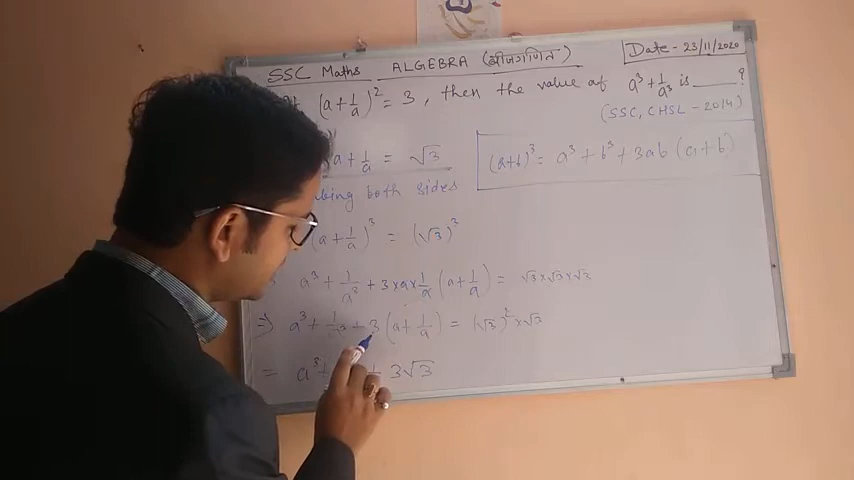 SSC Maths ALGEBRA (बीजगणित) Date - 23/11/2020
(a+1/a)² = 3, then the value of a³+1/a³ is ____?
(SSC, CHSL - 2014)
(a+b)³ = a³+b³+3ab(a+b)
a+1/a = √3
both sides
(a+1/a)³ = (√3)³
a³+1/a³+3×a×1/a(a+1/a) = √3×√3×√3
⇒ a³+1/a³+3(a+1/a) = (√3)²×√3
= a³+ + 3√3